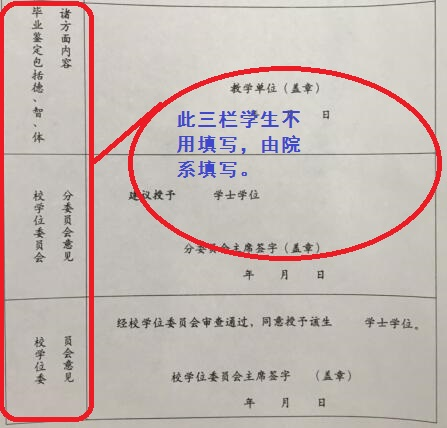 毕业鉴定包括德、智、体
诸方面内容
教学单位（盖章）
日
此三栏学生不
用填写，由院
系填写。
校学位委员会
分委员会意见
建议授予 学士学位
分委员会主席签字（盖章）
年 月 日
校学位委
员会意见
经校学位委员会审查通过，同意授予该生 学士学位。
校学位委员会主席签字 （盖章）
年 月 日